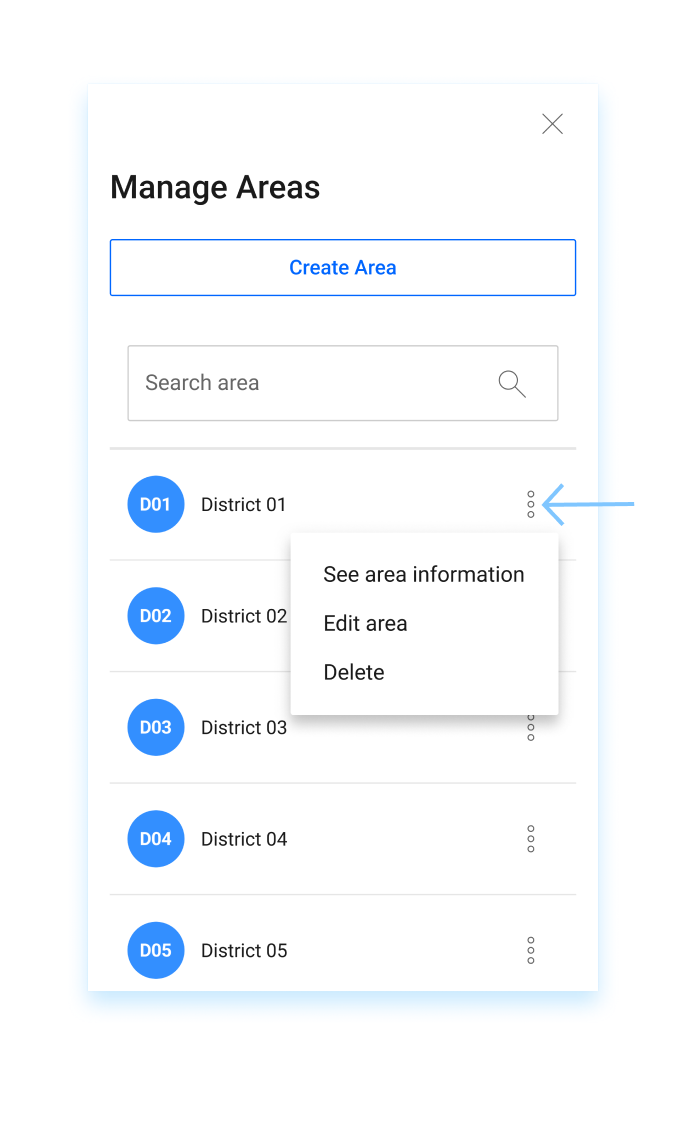 Manage Areas
Create Area
Search area
D01 District 01
See area information
D02 District 02
Edit area
Delete
D03 District 03
D04 District 04
D05 District 05